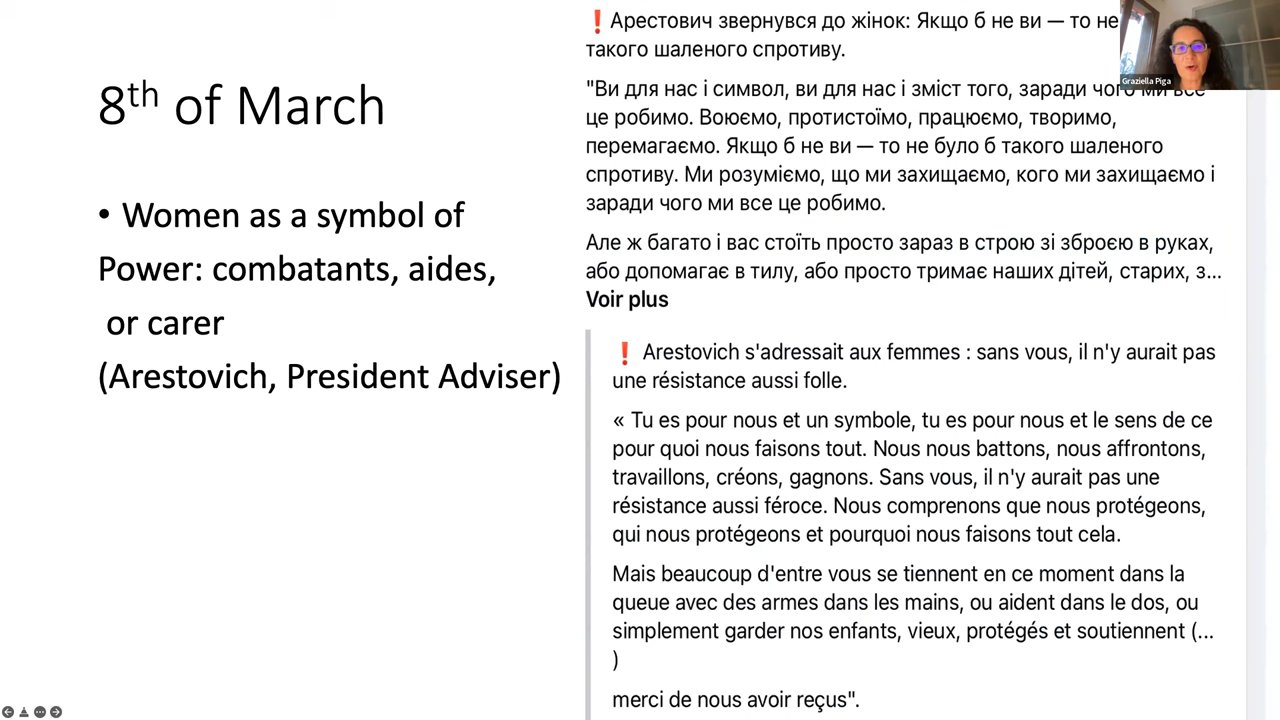 8th of March
• Women as a symbol of
Power: combatants, aides,
or carer
(Arestovich, President Adviser)
❗Арестович звернувся до жінок: Якщо б не ви — то не
такого шаленого спротиву.
"Ви для нас і символ, ви для нас і зміст того, заради чого ми все
це робимо. Воюємо, протистоїмо, працюємо, творимо,
перемагаємо. Якщо б не ви — то не було б такого шаленого
спротиву. Ми розуміємо, що ми захищаємо, кого ми захищаємо і
заради чого ми все це робимо.
Але ж багато і вас стоїть просто зараз в строю зі зброєю в руках,
або допомагає в тилу, або просто тримає наших дітей, старих, з...
Voir plus
❗ Arestovich s'adressait aux femmes : sans vous, il n'y aurait pas
une résistance aussi folle.
« Tu es pour nous et un symbole, tu es pour nous et le sens de ce
pour quoi nous faisons tout. Nous nous battons, nous affrontons,
travaillons, créons, gagnons. Sans vous, il n'y aurait pas une
résistance aussi féroce. Nous comprenons que nous protégeons,
qui nous protégeons et pourquoi nous faisons tout cela.
Mais beaucoup d'entre vous se tiennent en ce moment dans la
queue avec des armes dans les mains, ou aident dans le dos, ou
simplement garder nos enfants, vieux, protégés et soutiennent (...
)
merci de nous avoir reçus".
Graziella Piga